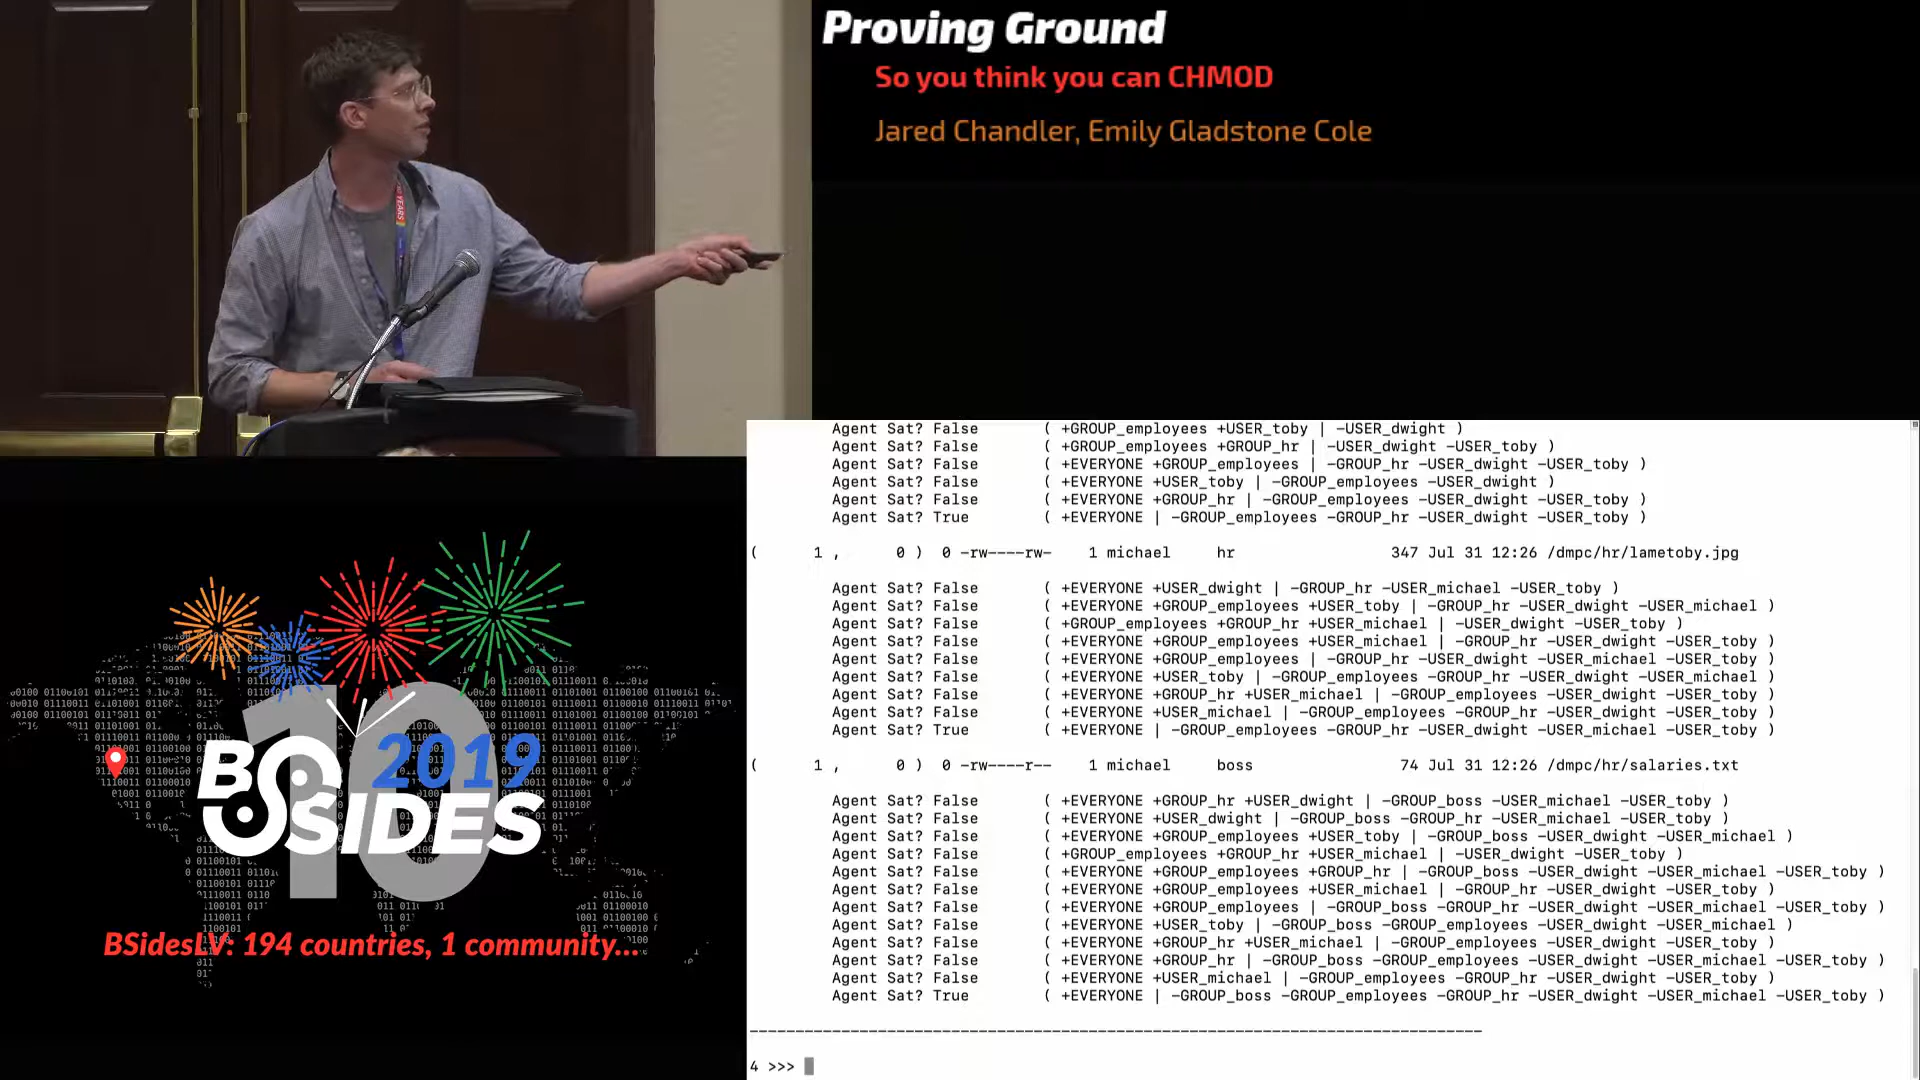 Proving Ground
So you think you can CHMOD
Jared Chandler, Emily Gladstone Cole
YEARS
Agent Sat? False ( +GROUP_employees +USER_toby | -USER_dwight )
Agent Sat? False ( +GROUP_employees +GROUP_hr | -USER_dwight -USER_toby )
Agent Sat? False ( +EVERYONE +GROUP_employees | -GROUP_hr -USER_dwight -USER_toby )
Agent Sat? False ( +EVERYONE +USER_toby | -GROUP_employees -USER_dwight )
Agent Sat? False ( +EVERYONE +GROUP_hr | -GROUP_employees -USER_dwight -USER_toby )
Agent Sat? True ( +EVERYONE | -GROUP_employees -GROUP_hr -USER_dwight -USER_toby )
( 1 , 0 ) 0 -rw----rw- 1 michael hr 347 Jul 31 12:26 /dmpc/hr/lametoby.jpg
Agent Sat? False ( +EVERYONE +USER_dwight | -GROUP_hr -USER_michael -USER_toby )
Agent Sat? False ( +EVERYONE +GROUP_employees +USER_toby | -GROUP_hr -USER_dwight -USER_michael )
Agent Sat? False ( +GROUP_employees +GROUP_hr +USER_michael | -USER_dwight -USER_toby )
Agent Sat? False ( +EVERYONE +GROUP_employees +USER_michael | -GROUP_hr -USER_dwight -USER_toby )
Agent Sat? False ( +EVERYONE +GROUP_employees | -GROUP_hr -USER_dwight -USER_michael -USER_toby )
Agent Sat? False ( +EVERYONE +USER_toby | -GROUP_employees -GROUP_hr -USER_dwight -USER_michael )
Agent Sat? False ( +EVERYONE +GROUP_hr +USER_michael | -GROUP_employees -USER_dwight -USER_toby )
Agent Sat? False ( +EVERYONE +USER_michael | -GROUP_employees -GROUP_hr -USER_dwight -USER_toby )
Agent Sat? True ( +EVERYONE | -GROUP_employees -GROUP_hr -USER_dwight -USER_michael -USER_toby )
( 1 , 0 ) 0 -rw----r-- 1 michael boss 74 Jul 31 12:26 /dmpc/hr/salaries.txt
Agent Sat? False ( +EVERYONE +GROUP_hr +USER_dwight | -GROUP_boss -USER_michael -USER_toby )
Agent Sat? False ( +EVERYONE +USER_dwight | -GROUP_boss -GROUP_hr -USER_michael -USER_toby )
Agent Sat? False ( +EVERYONE +GROUP_employees +USER_toby | -GROUP_boss -USER_dwight -USER_michael )
Agent Sat? False ( +GROUP_employees +GROUP_hr +USER_michael | -USER_dwight -USER_toby )
Agent Sat? False ( +EVERYONE +GROUP_employees +GROUP_hr | -GROUP_boss -USER_dwight -USER_michael -USER_toby )
Agent Sat? False ( +EVERYONE +GROUP_employees +USER_michael | -GROUP_hr -USER_dwight -USER_toby )
Agent Sat? False ( +EVERYONE +GROUP_employees | -GROUP_boss -GROUP_hr -USER_dwight -USER_michael -USER_toby )
Agent Sat? False ( +EVERYONE +USER_toby | -GROUP_boss -GROUP_employees -USER_dwight -USER_michael )
Agent Sat? False ( +EVERYONE +GROUP_hr +USER_michael | -GROUP_employees -USER_dwight -USER_toby )
Agent Sat? False ( +EVERYONE +GROUP_hr | -GROUP_boss -GROUP_employees -USER_dwight -USER_michael -USER_toby )
Agent Sat? False ( +EVERYONE +USER_michael | -GROUP_employees -GROUP_hr -USER_dwight -USER_toby )
Agent Sat? True ( +EVERYONE | -GROUP_boss -GROUP_employees -GROUP_hr -USER_dwight -USER_michael -USER_toby )
--------------------------------------------------------------------------------
4 >>>
10
2019
BSIDES
BSidesLV: 194 countries, 1 community...